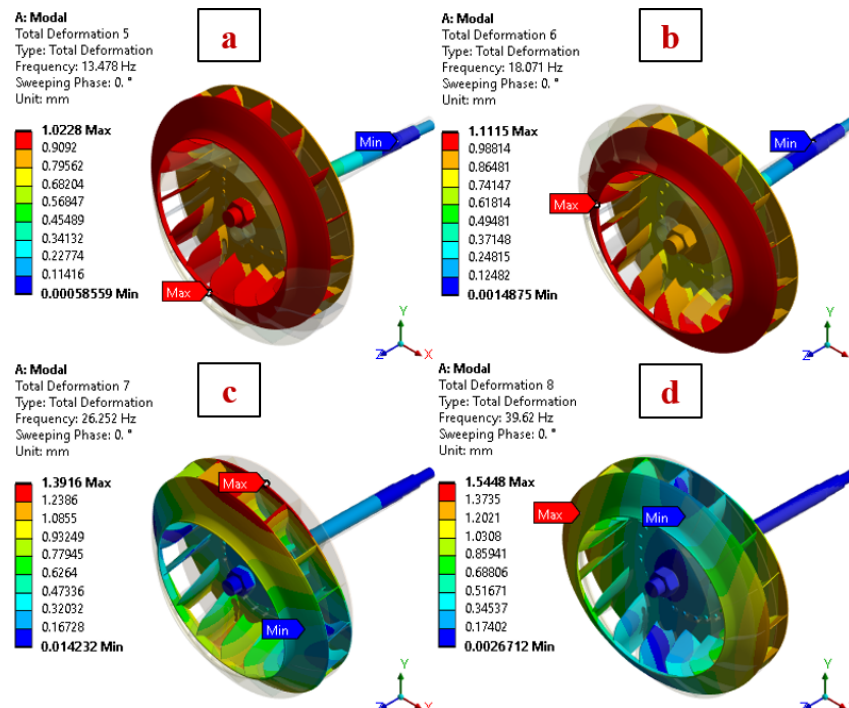 A: Modal
Total Deformation 5
Type: Total Deformation
Frequency: 13.478 Hz
Sweeping Phase: 0. °
Unit: mm
a
1.0228 Max
0.9092
0.79562
0.68204
0.56847
0.45489
0.34132
0.22774
0.11416
0.00058559 Min
Min
Max
Y
Z
X
A: Modal
Total Deformation 6
Type: Total Deformation
Frequency: 18.071 Hz
Sweeping Phase: 0. °
Unit: mm
b
1.1115 Max
0.98814
0.86481
0.74147
0.61814
0.49481
0.37148
0.24815
0.12482
0.0014875 Min
Min
Max
Y
Z
X
A: Modal
Total Deformation 7
Type: Total Deformation
Frequency: 26.252 Hz
Sweeping Phase: 0. °
Unit: mm
c
1.3916 Max
1.2386
1.0855
0.93249
0.77945
0.6264
0.47336
0.32032
0.16728
0.014232 Min
Max
Min
Y
Z
X
A: Modal
Total Deformation 8
Type: Total Deformation
Frequency: 39.62 Hz
Sweeping Phase: 0. °
Unit: mm
d
1.5448 Max
1.3735
1.2021
1.0308
0.85941
0.68806
0.51671
0.34537
0.17402
0.0026712 Min
Max
Min
Y
Z
X